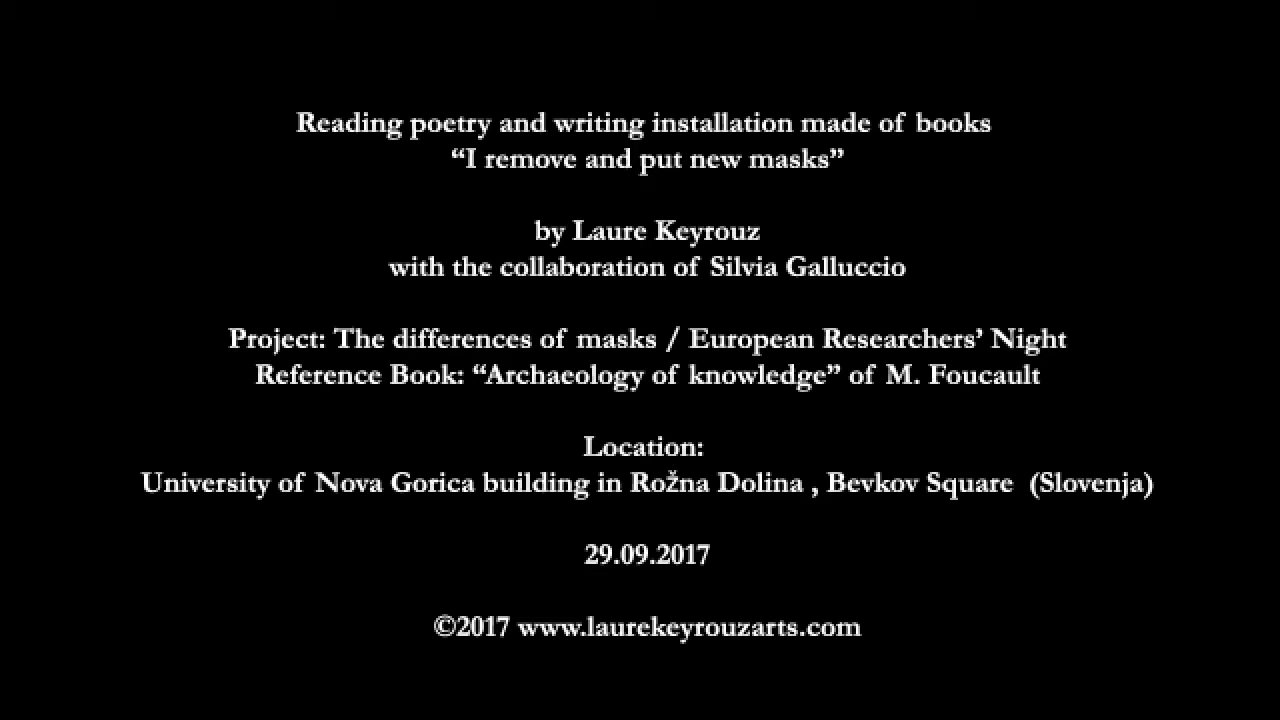 Reading poetry and writing installation made of books
“I remove and put new masks”
by Laure Keyrouz
with the collaboration of Silvia Galluccio
Project: The differences of masks / European Researchers’ Night
Reference Book: “Archaeology of knowledge” of M. Foucault
Location:
University of Nova Gorica building in Rožna Dolina , Bevkov Square (Slovenja)
29.09.2017
©2017 www.laurekeyrouzarts.com